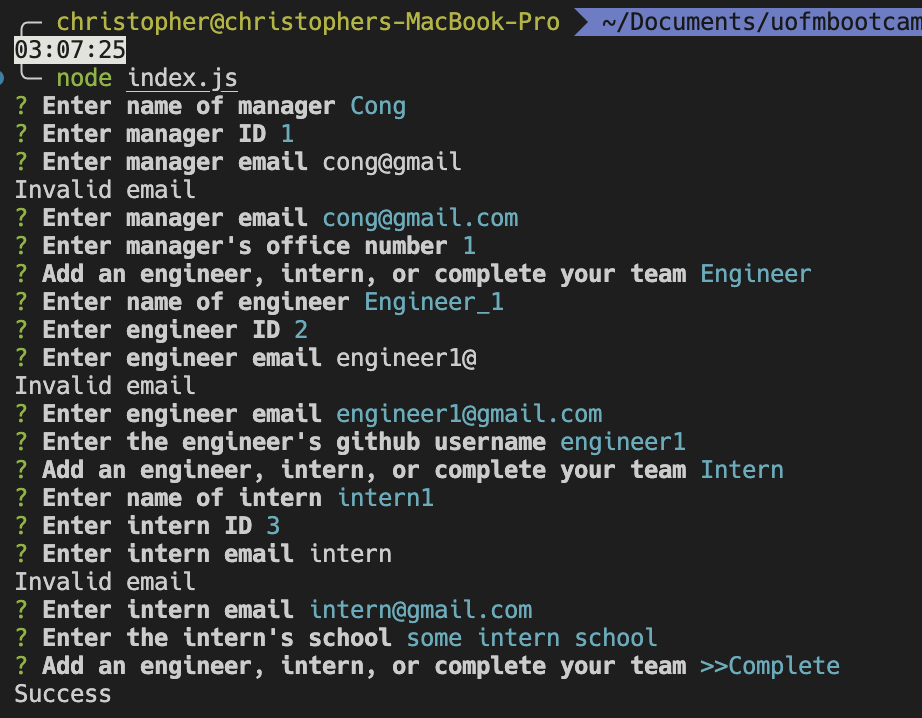 christopher@christophers-MacBook-Pro ~/Documents/uofmbootcam
03:07:25
node index.js
? Enter name of manager Cong
? Enter manager ID 1
? Enter manager email cong@gmail
Invalid email
? Enter manager email cong@gmail.com
? Enter manager's office number 1
? Add an engineer, intern, or complete your team Engineer
? Enter name of engineer Engineer_1
? Enter engineer ID 2
? Enter engineer email engineer1@
Invalid email
? Enter engineer email engineer1@gmail.com
? Enter the engineer's github username engineer1
? Add an engineer, intern, or complete your team Intern
? Enter name of intern intern1
? Enter intern ID 3
? Enter intern email intern
Invalid email
? Enter intern email intern@gmail.com
? Enter the intern's school some intern school
? Add an engineer, intern, or complete your team >>Complete
Success